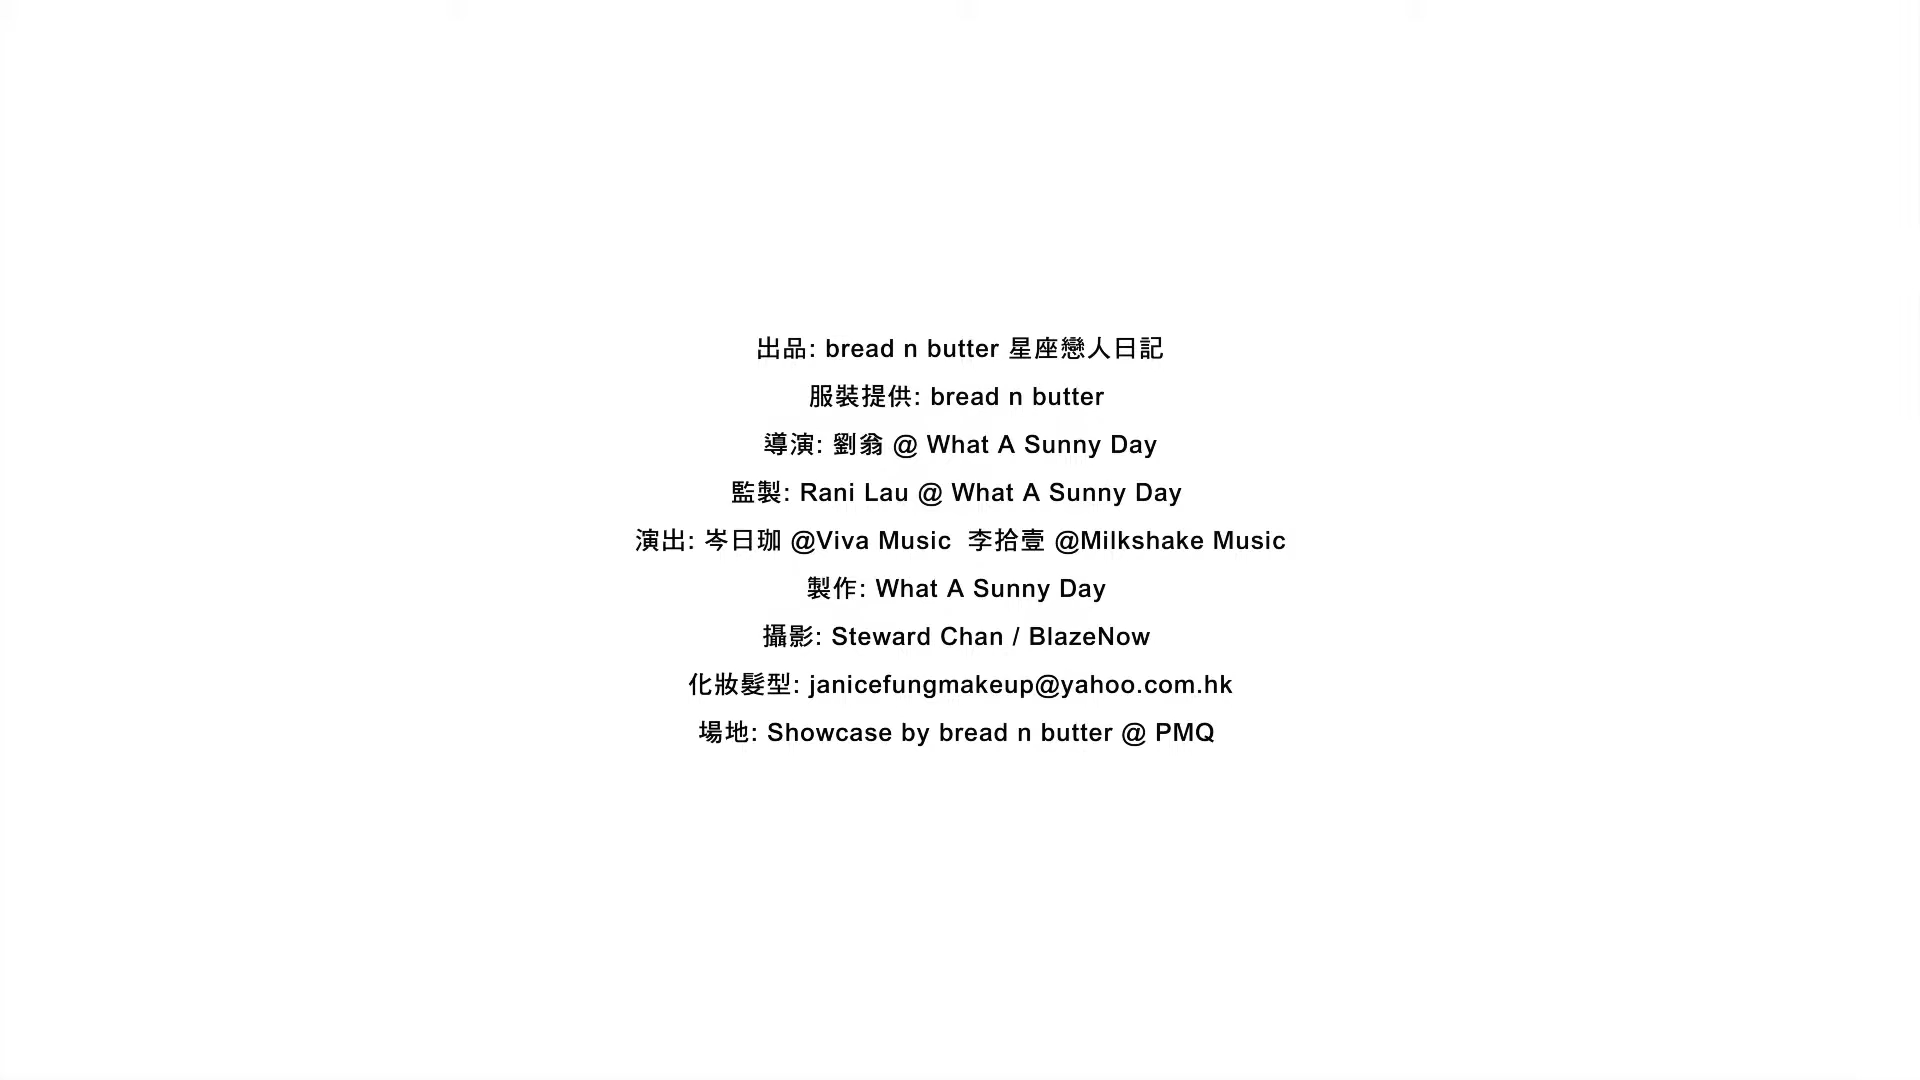 出品: bread n butter 星座戀人日記
服裝提供: bread n butter
導演: 劉翁 @ What A Sunny Day
監製: Rani Lau @ What A Sunny Day
演出: 岑日珈 @Viva Music  李拾壹 @Milkshake Music
製作: What A Sunny Day
攝影: Steward Chan / BlazeNow
化妝髮型: janicefungmakeup@yahoo.com.hk
場地: Showcase by bread n butter @ PMQ